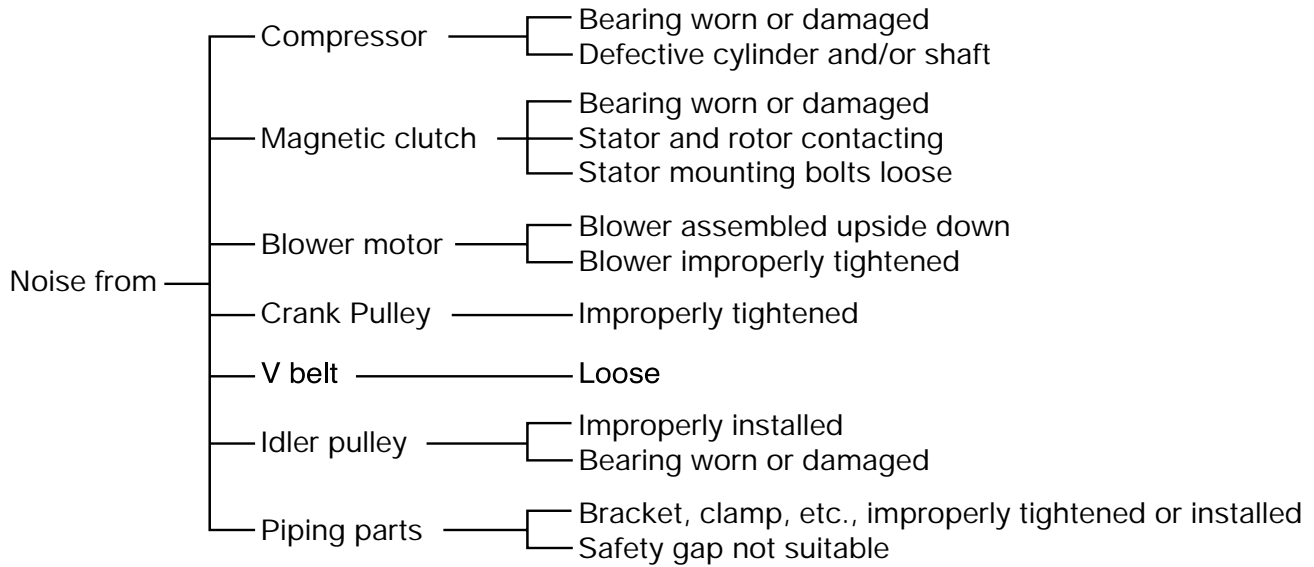 Noise from
Compressor
Bearing worn or damaged
Defective cylinder and/or shaft
Magnetic clutch
Bearing worn or damaged
Stator and rotor contacting
Stator mounting bolts loose
Blower motor
Blower assembled upside down
Blower improperly tightened
Crank Pulley
Improperly tightened
V belt
Loose
Idler pulley
Improperly installed
Bearing worn or damaged
Piping parts
Bracket, clamp, etc., improperly tightened or installed
Safety gap not suitable